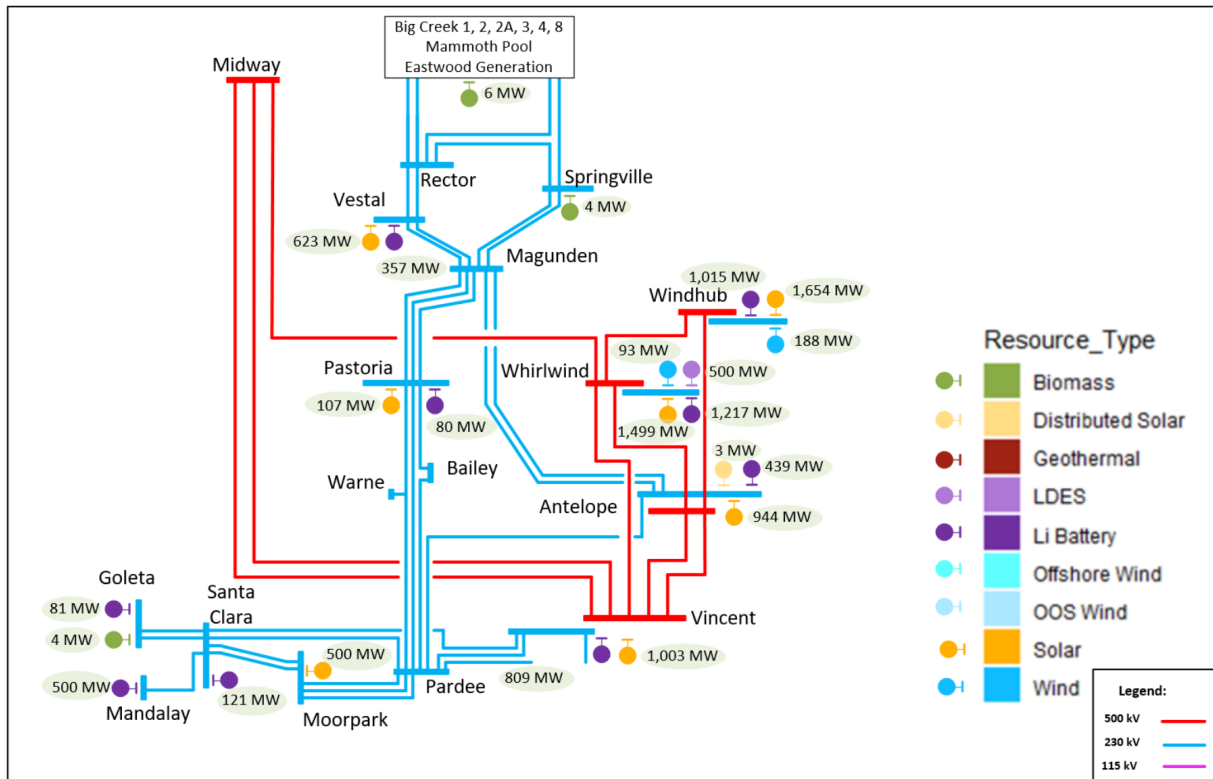 Big Creek 1, 2, 2A, 3, 4, 8
Mammoth Pool
Eastwood Generation
Midway
6 MW
Rector
Springville
4 MW
Vestal
623 MW
357 MW
Magunden
1,015 MW
1,654 MW
Windhub
188 MW
93 MW
500 MW
Whirlwind
1,217 MW
1,499 MW
Pastoria
107 MW
80 MW
Bailey
Warne
3 MW
439 MW
Antelope
944 MW
Goleta
81 MW
4 MW
Santa
Clara
500 MW
Mandalay
121 MW
500 MW
Moorpark
Pardee
Vincent
1,003 MW
809 MW
Resource_Type
Biomass
Distributed Solar
Geothermal
LDES
Li Battery
Offshore Wind
OOS Wind
Solar
Wind
Legend:
500 kV
230 kV
115 kV